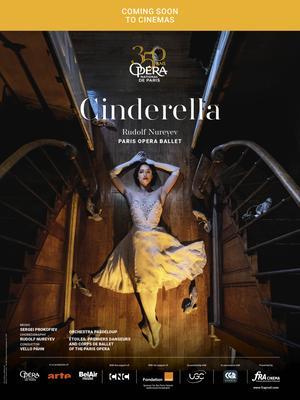 COMING SOON
TO CINEMAS
350 ANS
OPÉRA
NATIONAL
DE PARIS
Cinderella
Rudolf Nureyev
PARIS OPERA BALLET
MUSIC
SERGEI PROKOFIEV
CHOREOGRAPHY
RUDOLF NUREYEV
CONDUCTOR
VELLO PÄHN
ORCHESTRA PASDELOUP
ÉTOILES, PREMIERS DANSEURS
AND CORPS DE BALLET
OF THE PARIS OPERA
OPÉRA
arte
BelAir
Media
CNC
Fondation
UGC
FRA CINEMA